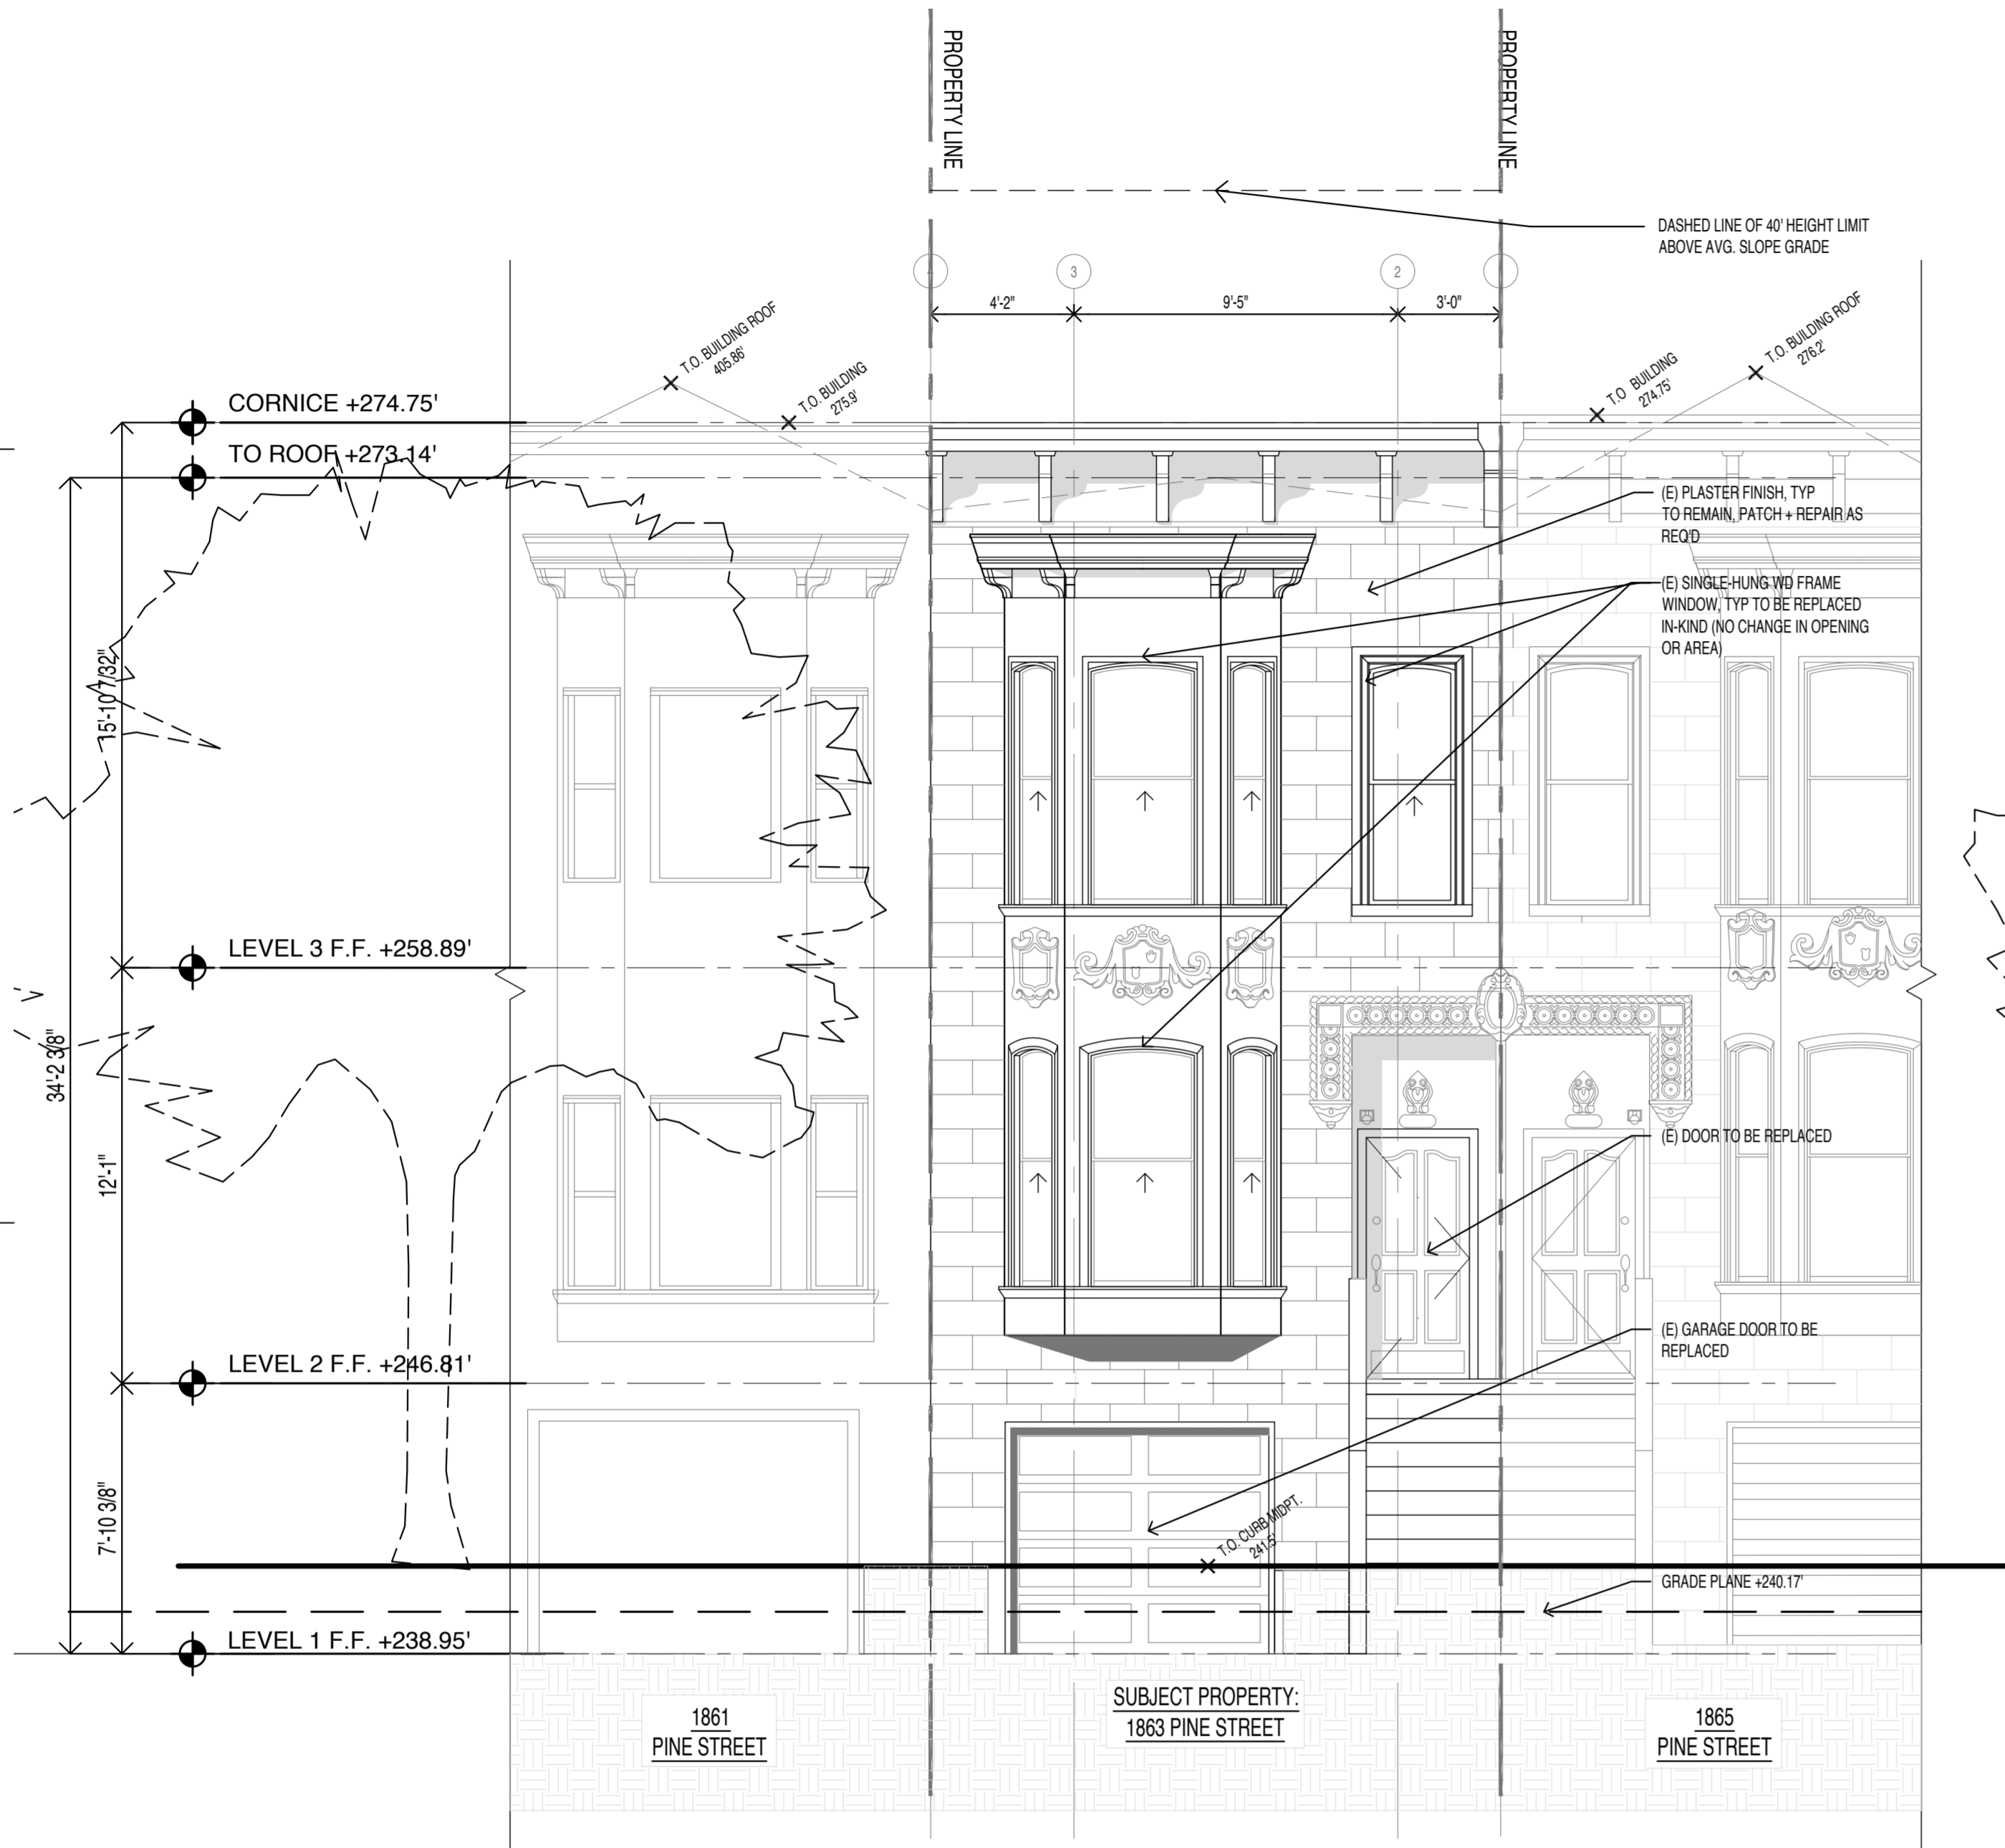 PROPERTY LINE
PROPERTY LINE
DASHED LINE OF 40' HEIGHT LIMIT
ABOVE AVG. SLOPE GRADE
3
2
4'-2"
9'-5"
3'-0"
T.O. BUILDING ROOF
405.86'
T.O. BUILDING
275.9'
T.O BUILDING
274.75'
T.O. BUILDING ROOF
276.2'
CORNICE +274.75'
TO ROOF +273.14'
(E) PLASTER FINISH, TYP
TO REMAIN, PATCH + REPAIR AS
REQ'D
(E) SINGLE-HUNG WD FRAME
WINDOW, TYP TO BE REPLACED
IN-KIND (NO CHANGE IN OPENING
OR AREA)
15'-10 7/32"
LEVEL 3 F.F. +258.89'
34'-2 3/8"
12'-1"
(E) DOOR TO BE REPLACED
(E) GARAGE DOOR TO BE
REPLACED
LEVEL 2 F.F. +246.81'
7'-10 3/8"
T.O. CURB MIDPT.
241.5'
GRADE PLANE +240.17'
LEVEL 1 F.F. +238.95'
1861
PINE STREET
SUBJECT PROPERTY:
1863 PINE STREET
1865
PINE STREET